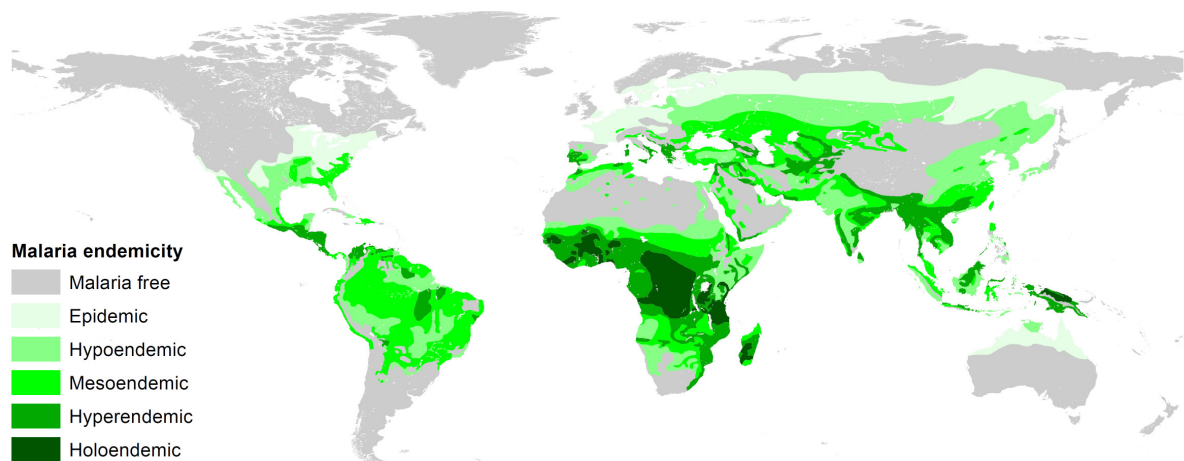 Malaria endemicity
Malaria free
Epidemic
Hypoendemic
Mesoendemic
Hyperendemic
Holoendemic